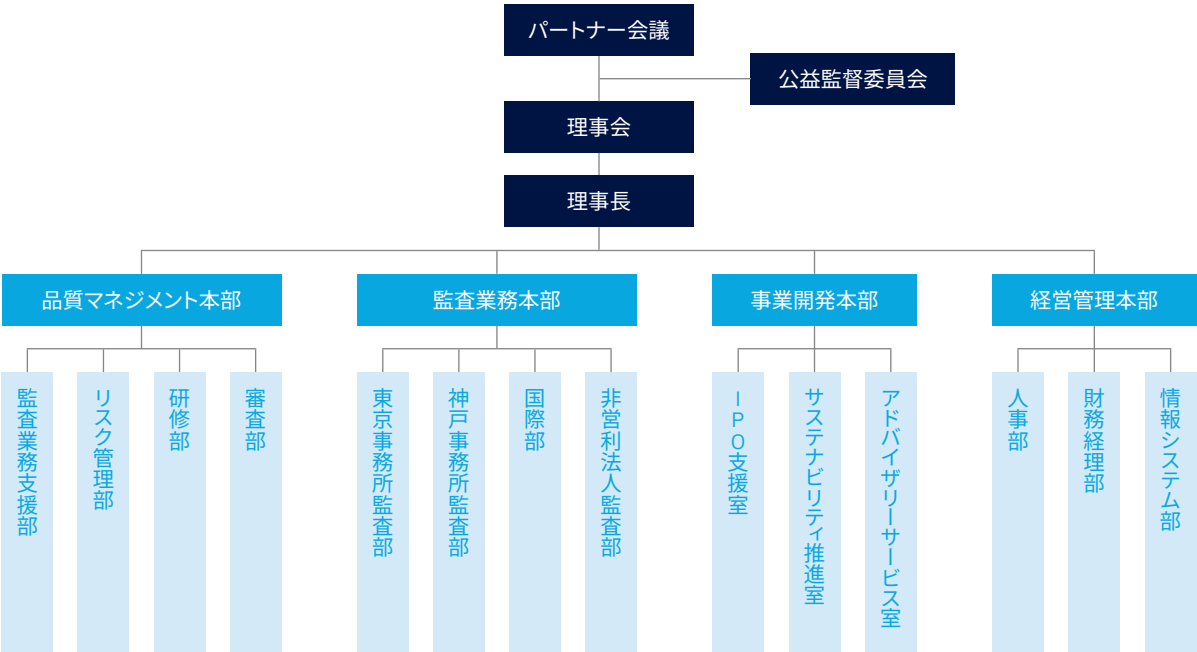 パートナー会議
公益監督委員会
理事会
理事長
品質マネジメント本部
監査業務本部
事業開発本部
経営管理本部
監査業務支援部
リスク管理部
研修部
審査部
東京事務所監査部
神戸事務所監査部
国際部
非営利法人監査部
IPO支援室
サステナビリティ推進室
アドバイザリーサービス室
人事部
財務経理部
情報システム部